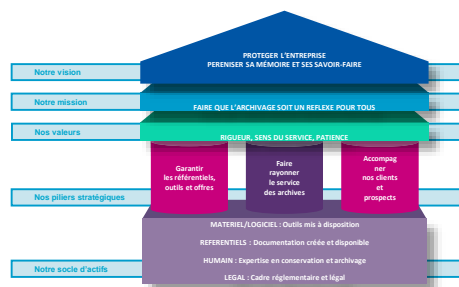 PROTEGER L'ENTREPRISE
PERENISER SA MÉMOIRE ET SES SAVOIR-FAIRE
Notre vision
Notre mission
FAIRE QUE L'ARCHIVAGE SOIT UN REFLEXE POUR TOUS
Nos valeurs
RIGUEUR, SENS DU SERVICE, PATIENCE
Garantir
les référentiels,
outils et offres
Faire
rayonner
le service
des archives
Accompag
ner
nos clients
et
prospects
Nos piliers stratégiques
MATERIEL/LOGICIEL : Outils mis à disposition
REFERENTIELS : Documentation créée et disponible
HUMAIN : Expertise en conservation et archivage
LEGAL : Cadre réglementaire et légal
Notre socle d'actifs